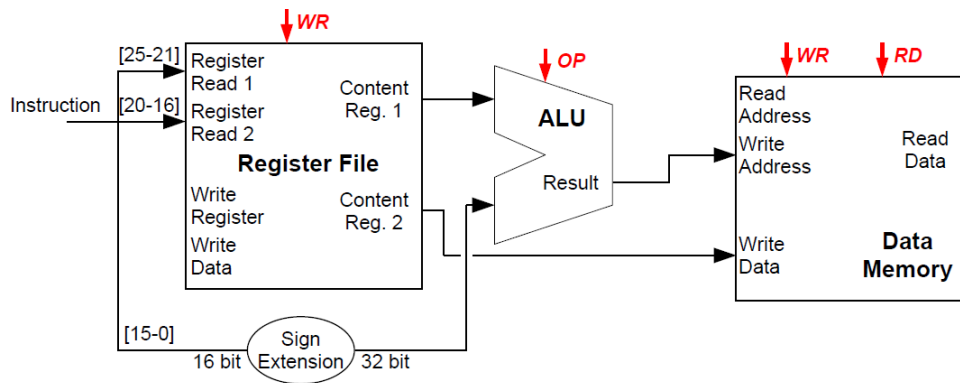 WR
[25-21]
Register
Read 1
Instruction
[20-16]
Register
Read 2
Content
Reg. 1
Register File
Write
Register
Write
Data
Content
Reg. 2
[15-0]
16 bit
Sign
Extension
32 bit
OP
ALU
Result
WR
RD
Read
Address
Write
Address
Read
Data
Write
Data
Data
Memory